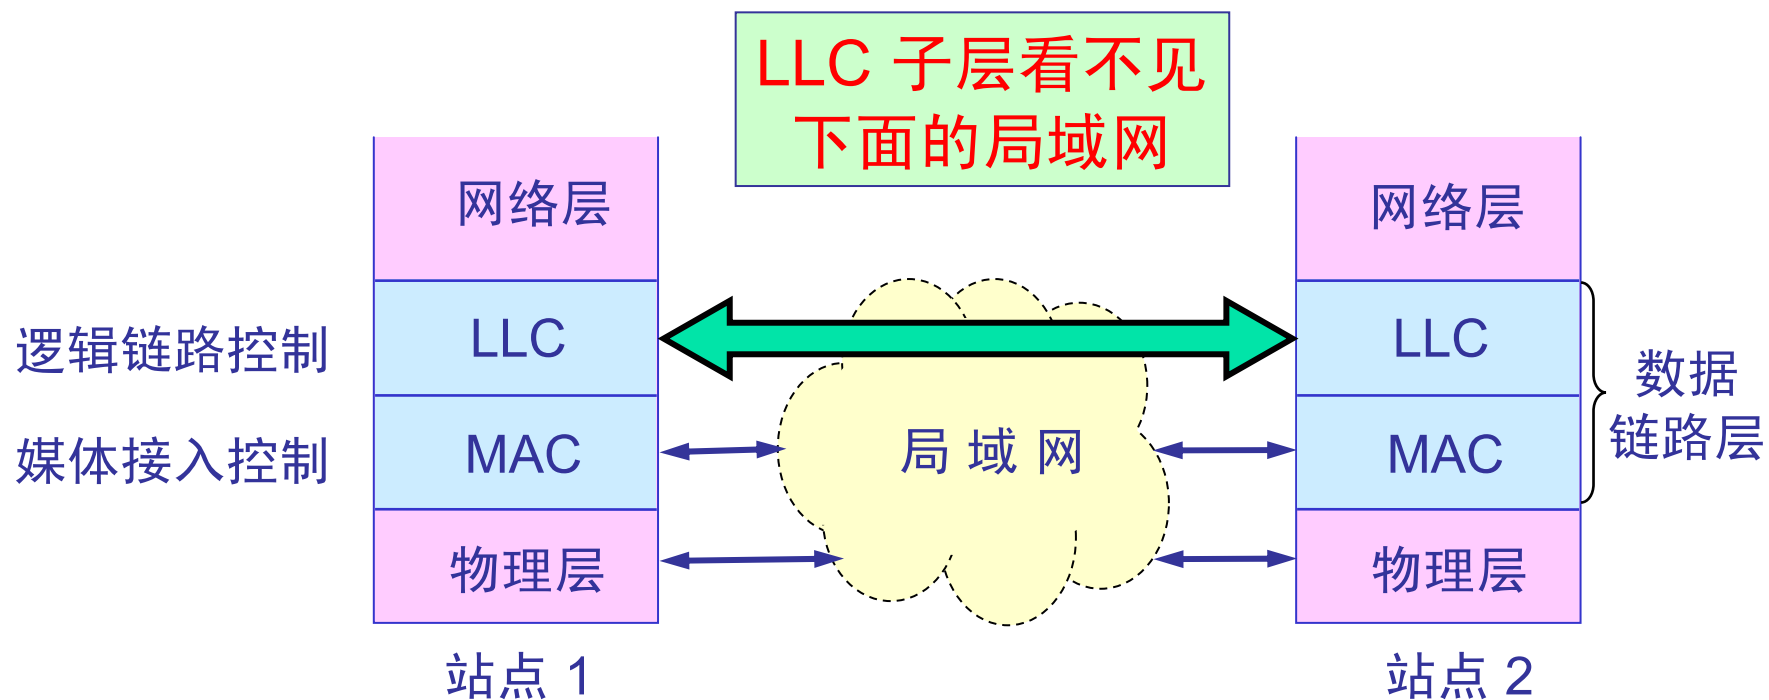 LLC 子层看不见
下面的局域网
网络层
网络层
逻辑链路控制
LLC
LLC
数据
链路层
媒体接入控制
MAC
局 域 网
MAC
物理层
物理层
站点 1
站点 2